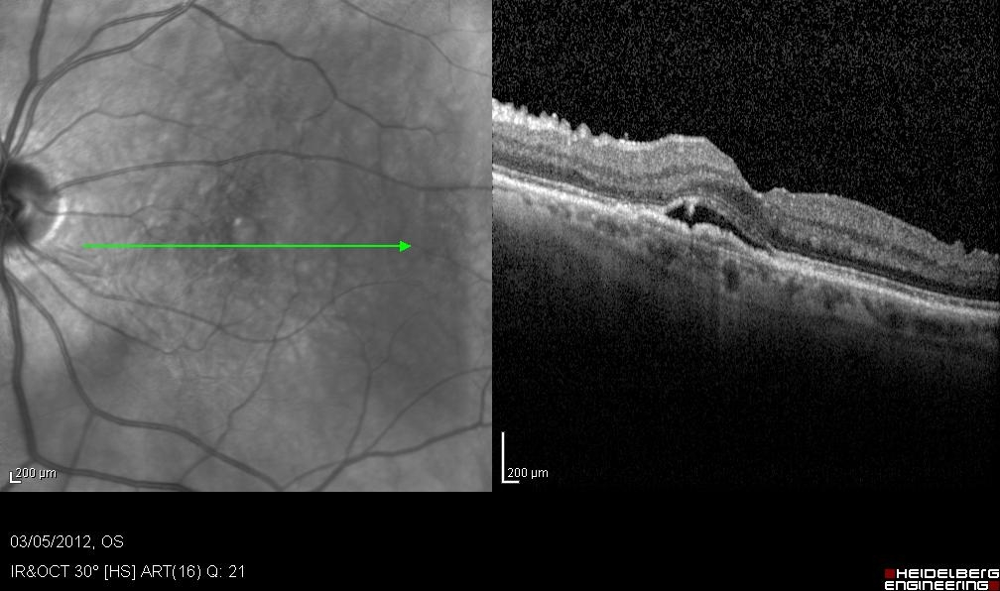 200 µm
200 µm
03/05/2012, OS
IR&OCT 30° [HS] ART(16) Q: 21
HEIDELBERG
ENGINEERING